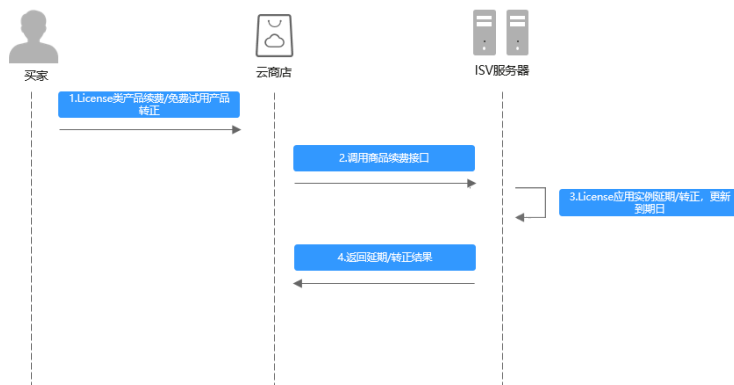 买家
云商店
ISV服务器
1.License类产品续费/免费试用产品
转正
2.调用商品续费接口
3.License应用实例延期/转正，更新
到期日
4.返回延期/转正结果